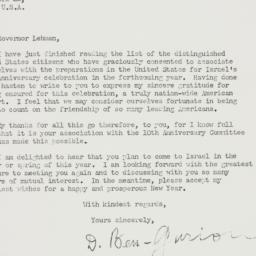 U.S.A.
Governor Lehman,
I have just finished reading the list of the distinguished
d States citizens who have graciously consented to associate
elves with the preparations in the United States for Israel's
Anniversary celebration in the forthcoming year. Having done
I hasten to write to you to express my sincere gratitude for
g ensured for this celebration, a truly nation-wide American
rt. I feel that we may consider ourselves fortunate in being
to count on the friendship of so many leading Americans.
My thanks for all this go therefore, to you, for I know full
that it is your association with the 10th Anniversary Committee
has made this possible.
I am delighted to hear that you plan to come to Israel in the
r or spring of this year. I am looking forward with the greatest
ure to meeting you again and to discussing with you so many
rs of mutual interest. In the meantime, please accept my
est wishes for a happy and prosperous New Year.
With kindest regards,
Yours sincerely,
D. Ben-Gurion